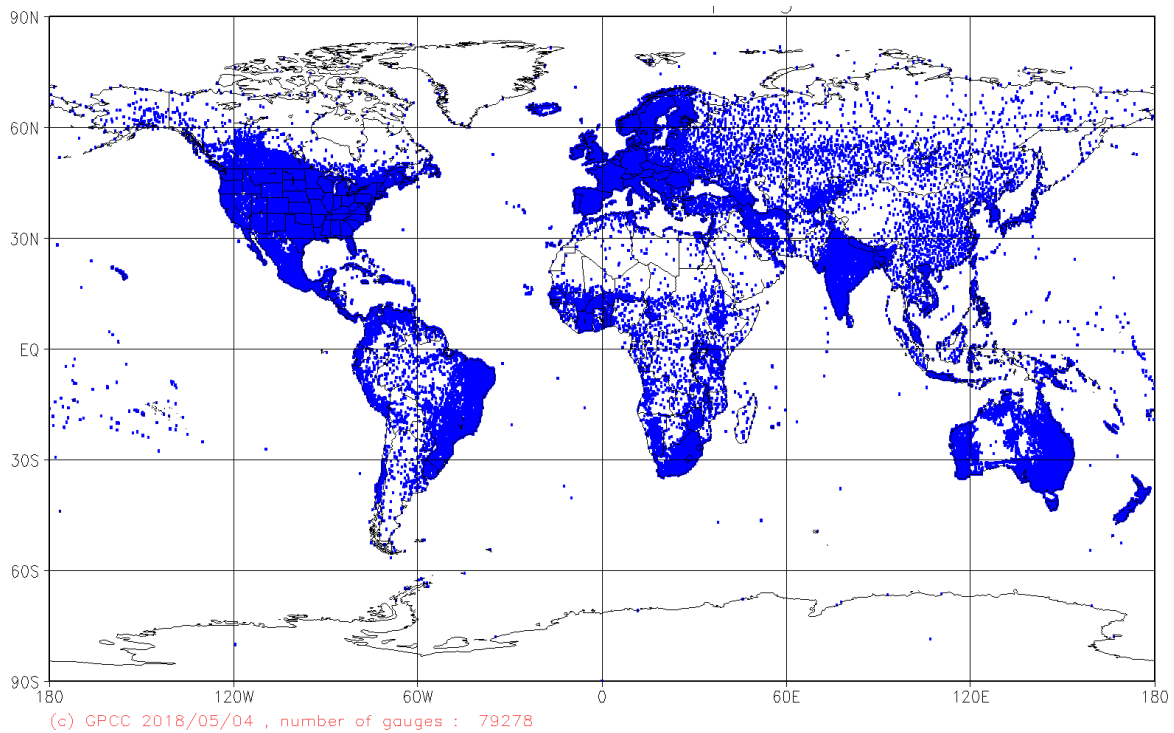 90N
60N
30N
EQ
30S
60S
90S
180 120W 60W 0 60E 120E 180
(c) GPCC 2018/05/04 , number of gauges : 79278